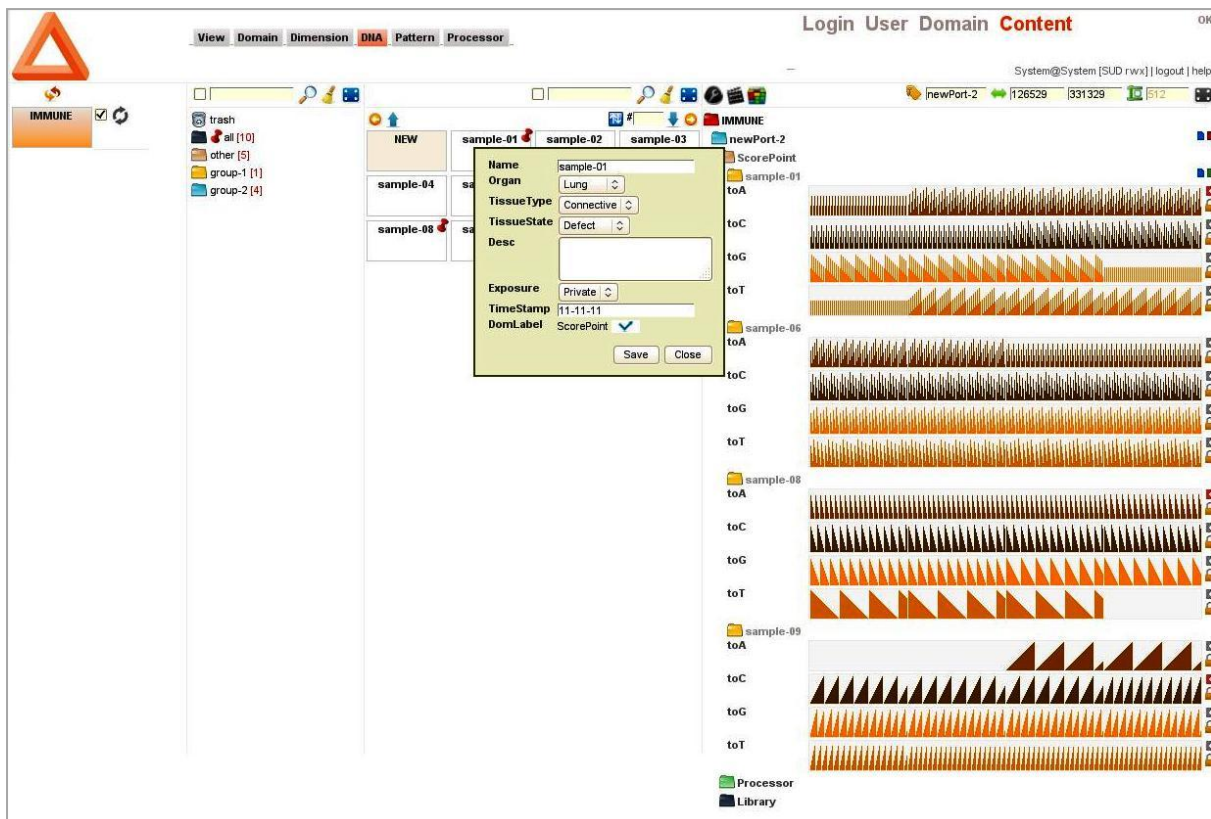 Login User Domain Content
OK
View Domain Dimension DNA Pattern Processor
System@System [SUD rwx] | logout | help
newPort-2 126529 331329 512
IMMUNE
trash
all [10]
other [5]
group-1 [1]
group-2 [4]
#
NEW sample-01 sample-02 sample-03
sample-04
sample-08
Name sample-01
Organ Lung
TissueType Connective
TissueState Defect
Desc
Exposure Private
TimeStamp 11-11-11
DomLabel ScorePoint
Save Close
IMMUNE
newPort-2
ScorePoint
sample-01
toA
toC
toG
toT
sample-06
toA
toC
toG
toT
sample-08
toA
toC
toG
toT
sample-09
toA
toC
toG
toT
Processor
Library